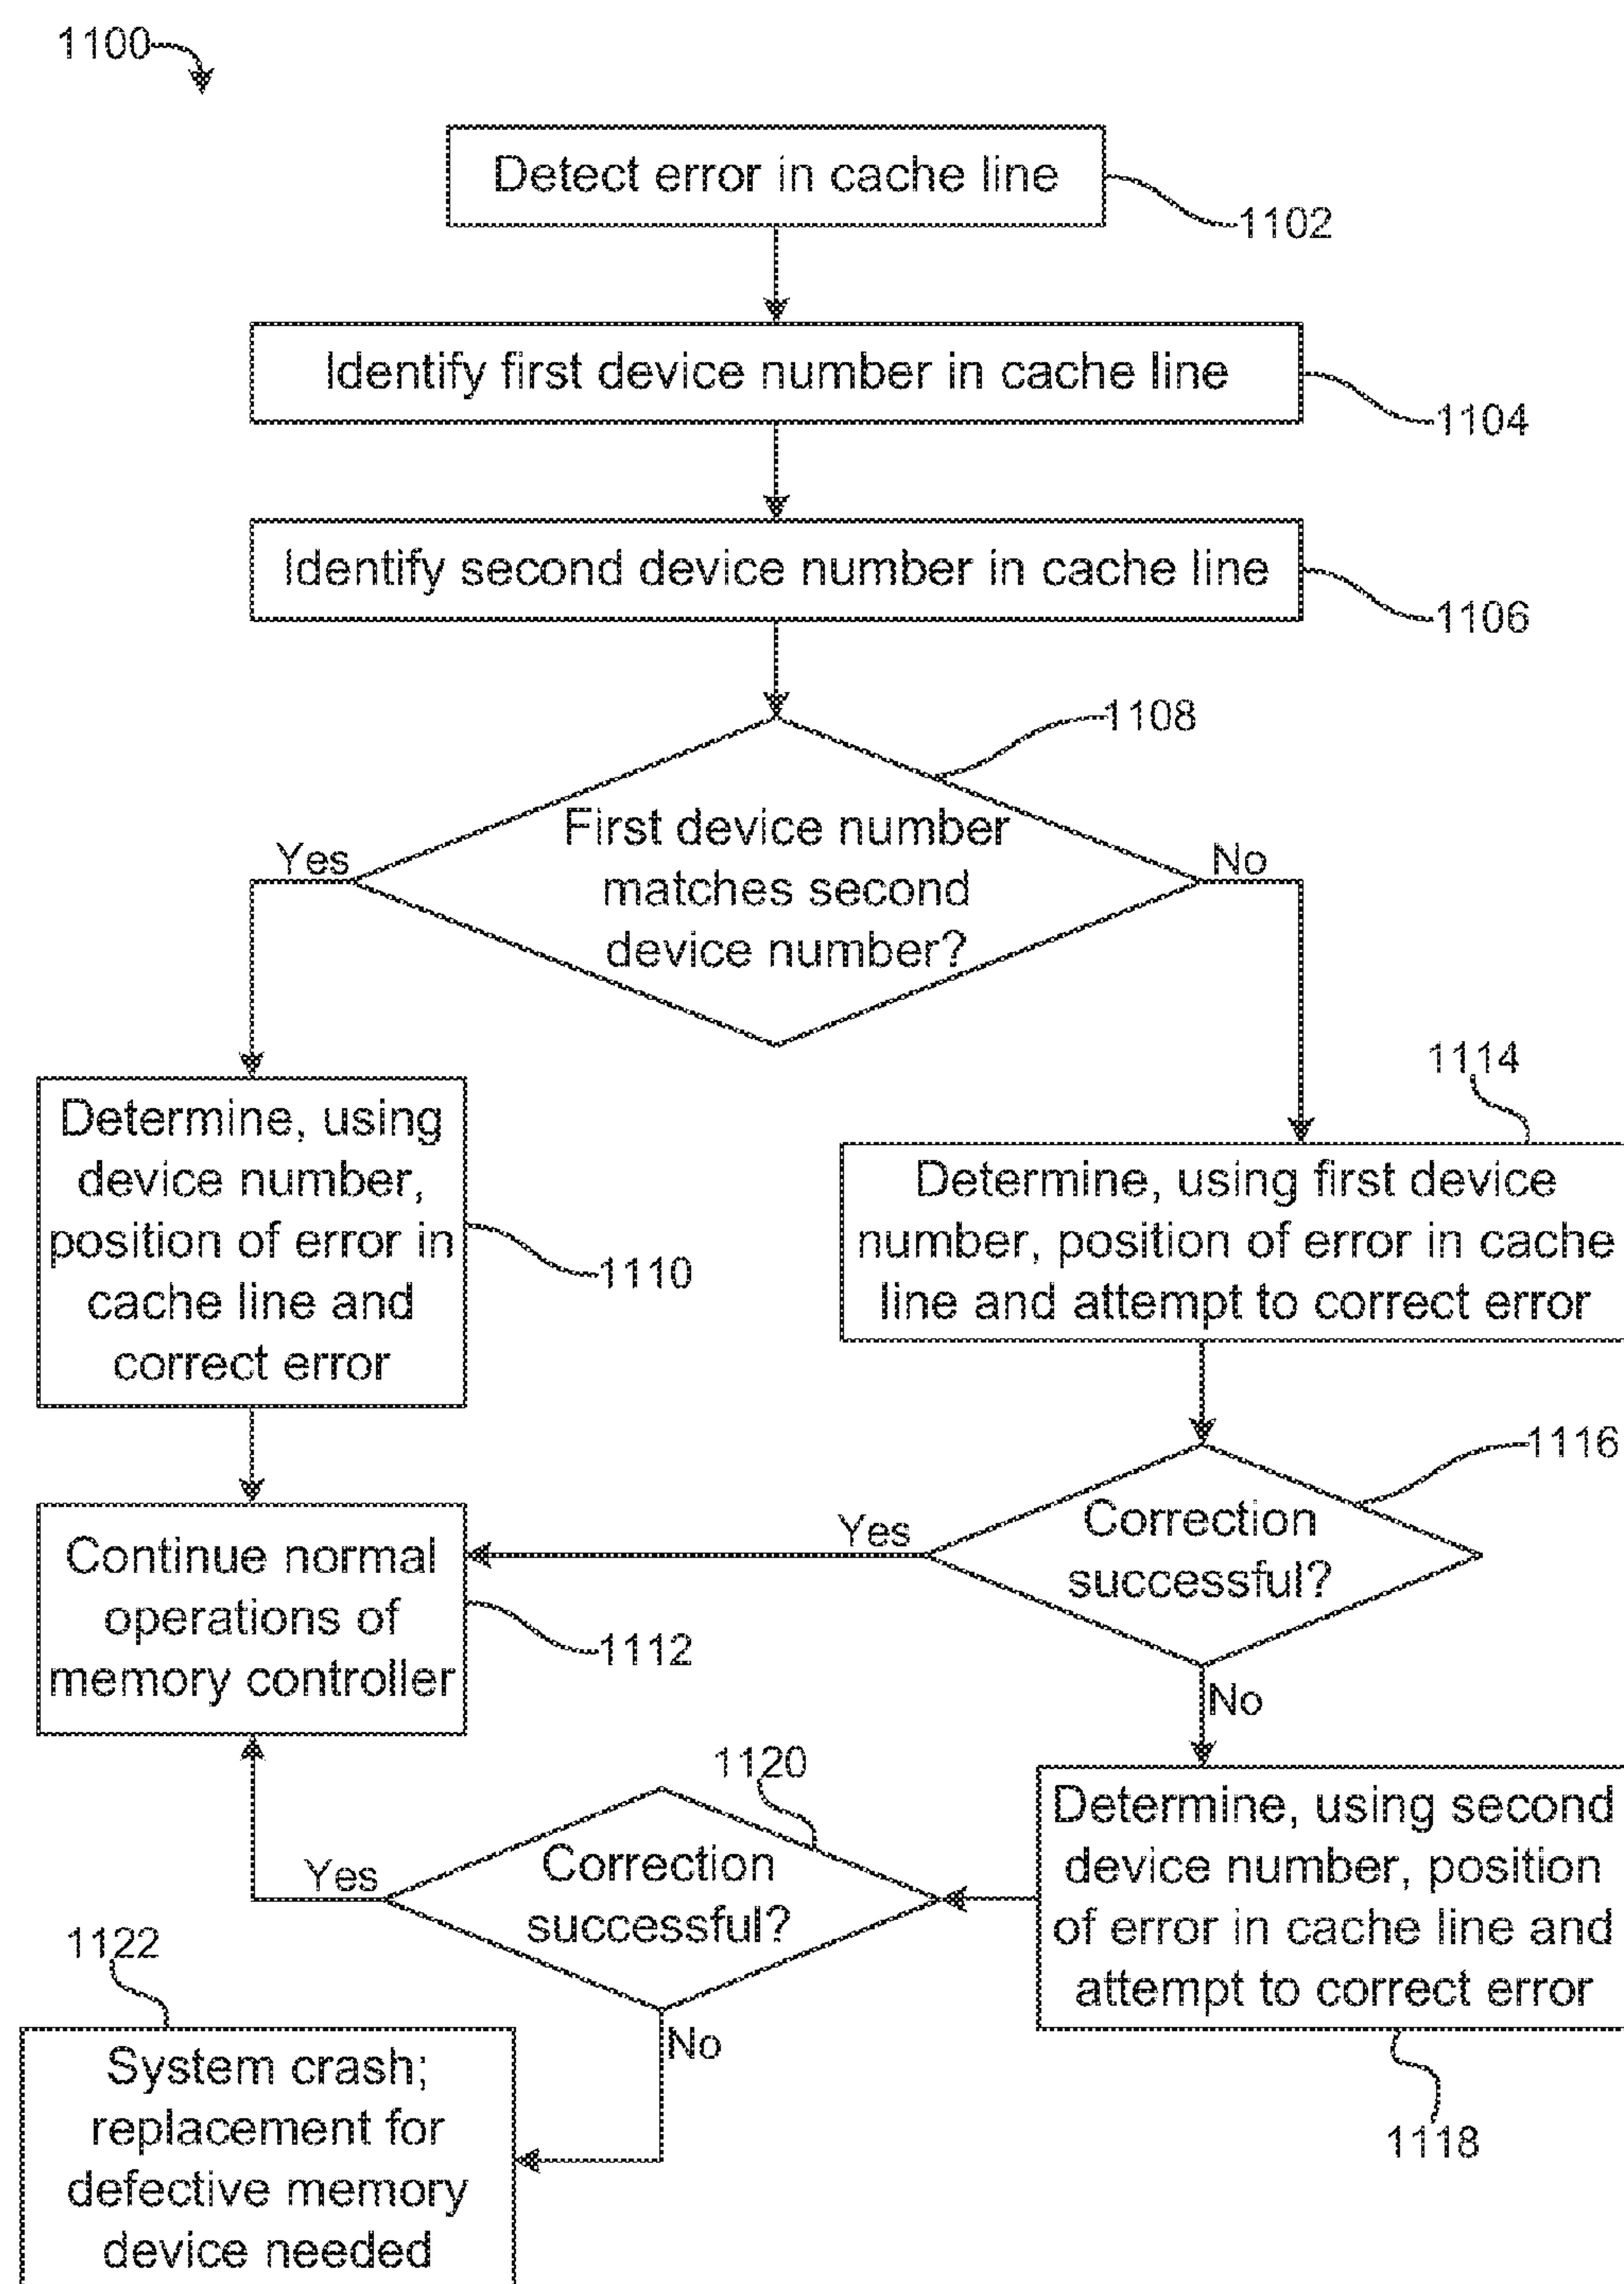 1100
Detect error in cache line
1102
Identify first device number in cache line
1104
Identify second device number in cache line
1106
1108
First device number
matches second
device number?
Yes
No
Determine, using
device number,
position of error in
cache line and
correct error
1110
1114
Determine, using first device
number, position of error in cache
line and attempt to correct error
1116
Correction
successful?
Yes
No
Continue normal
operations of
memory controller
1112
Determine, using second
device number, position
of error in cache line and
attempt to correct error
1118
1120
Correction
successful?
Yes
No
1122
System crash;
replacement for
defective memory
device needed